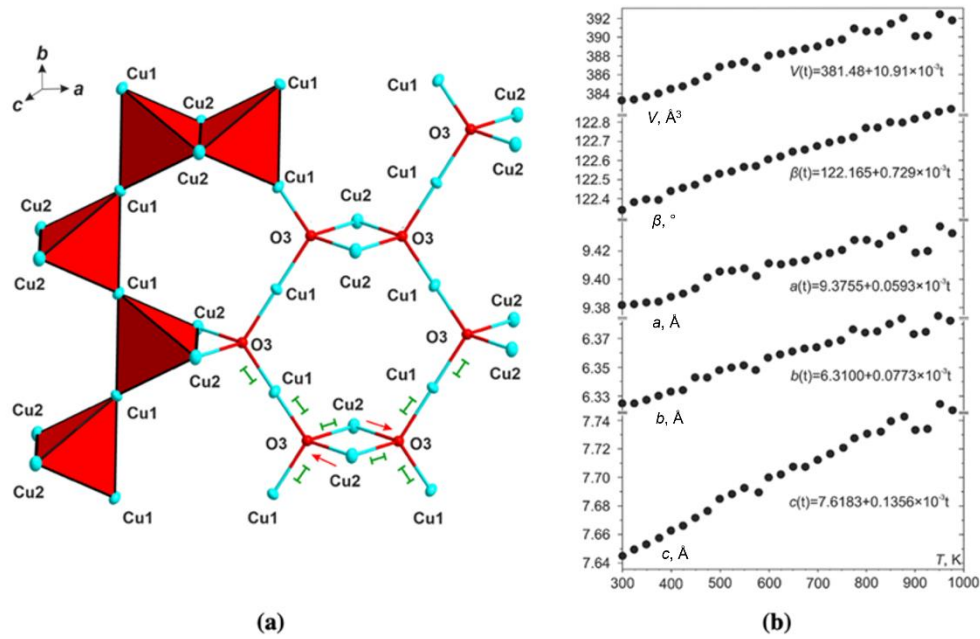 b
c
a
Cu1
Cu2
Cu1
Cu1
Cu2
O3
Cu2
Cu2
Cu1
Cu1
Cu2
Cu1
Cu2
O3
O3
Cu2
Cu2
Cu1
Cu1
Cu1
Cu2
Cu2
O3
O3
Cu2
Cu1
Cu2
Cu1
Cu1
Cu2
Cu2
O3
O3
Cu2
Cu2
Cu1
Cu1
Cu1
(a)
392
390
388
386
384
V(t)=381.48+10.91×10⁻³t
V, Å³
122.8
122.6
122.5
122.4
β(t)=122.165+0.729×10⁻³t
β, °
9.42
9.40
9.38
a(t)=9.3755+0.0593×10⁻³t
a, Å
6.37
6.35
6.33
b(t)=6.3100+0.0773×10⁻³t
b, Å
7.74
7.70
7.68
7.66
7.64
c(t)=7.6183+0.1356×10⁻³t
c, Å
T, K
300 400 500 600 700 800 900 1000
(b)